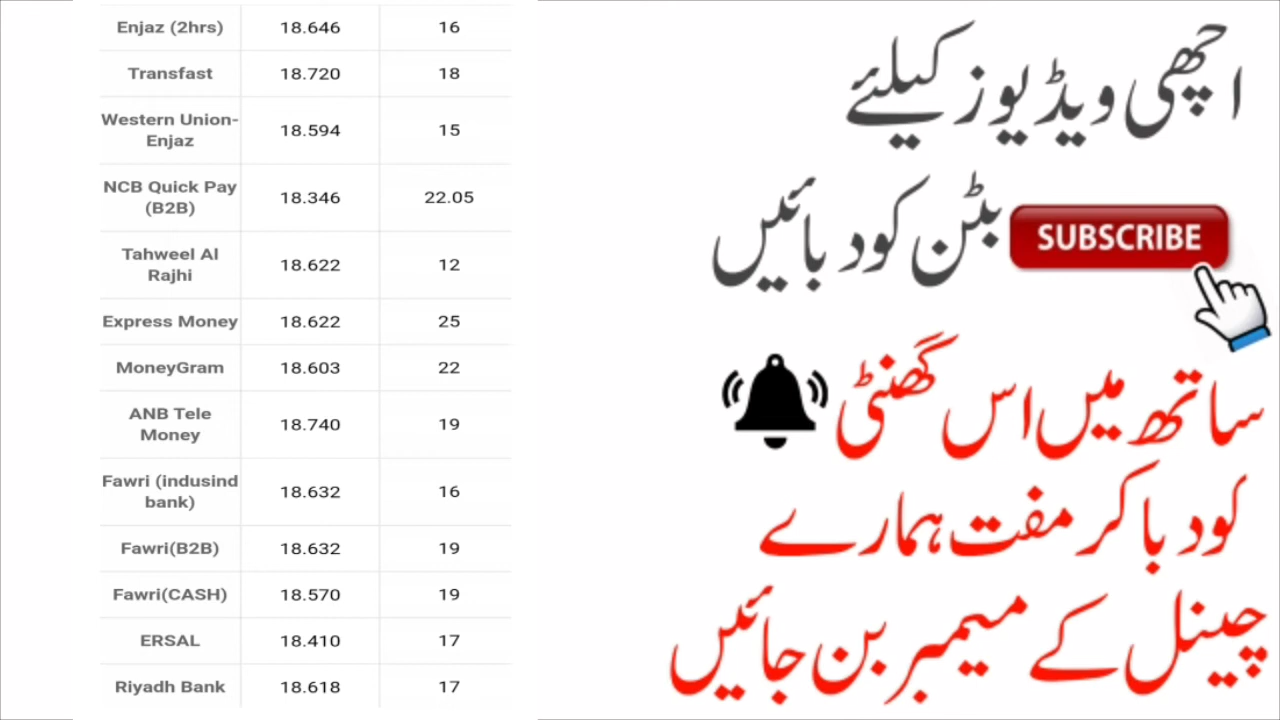 Enjaz (2hrs) 18.646 16
Transfast 18.720 18
Western Union-
Enjaz 18.594 15
NCB Quick Pay
(B2B) 18.346 22.05
Tahweel Al
Rajhi 18.622 12
Express Money 18.622 25
MoneyGram 18.603 22
ANB Tele
Money 18.740 19
Fawri (indusind
bank) 18.632 16
Fawri(B2B) 18.632 19
Fawri(CASH) 18.570 19
ERSAL 18.410 17
Riyadh Bank 18.618 17
اچھی ویڈیوز کیلئے
SUBSCRIBE بٹن کو دبائیں
ساتھ میں اس گھنٹی
کو دبا کر مفت ہمارے
چینل کے میمبر بن جائیں